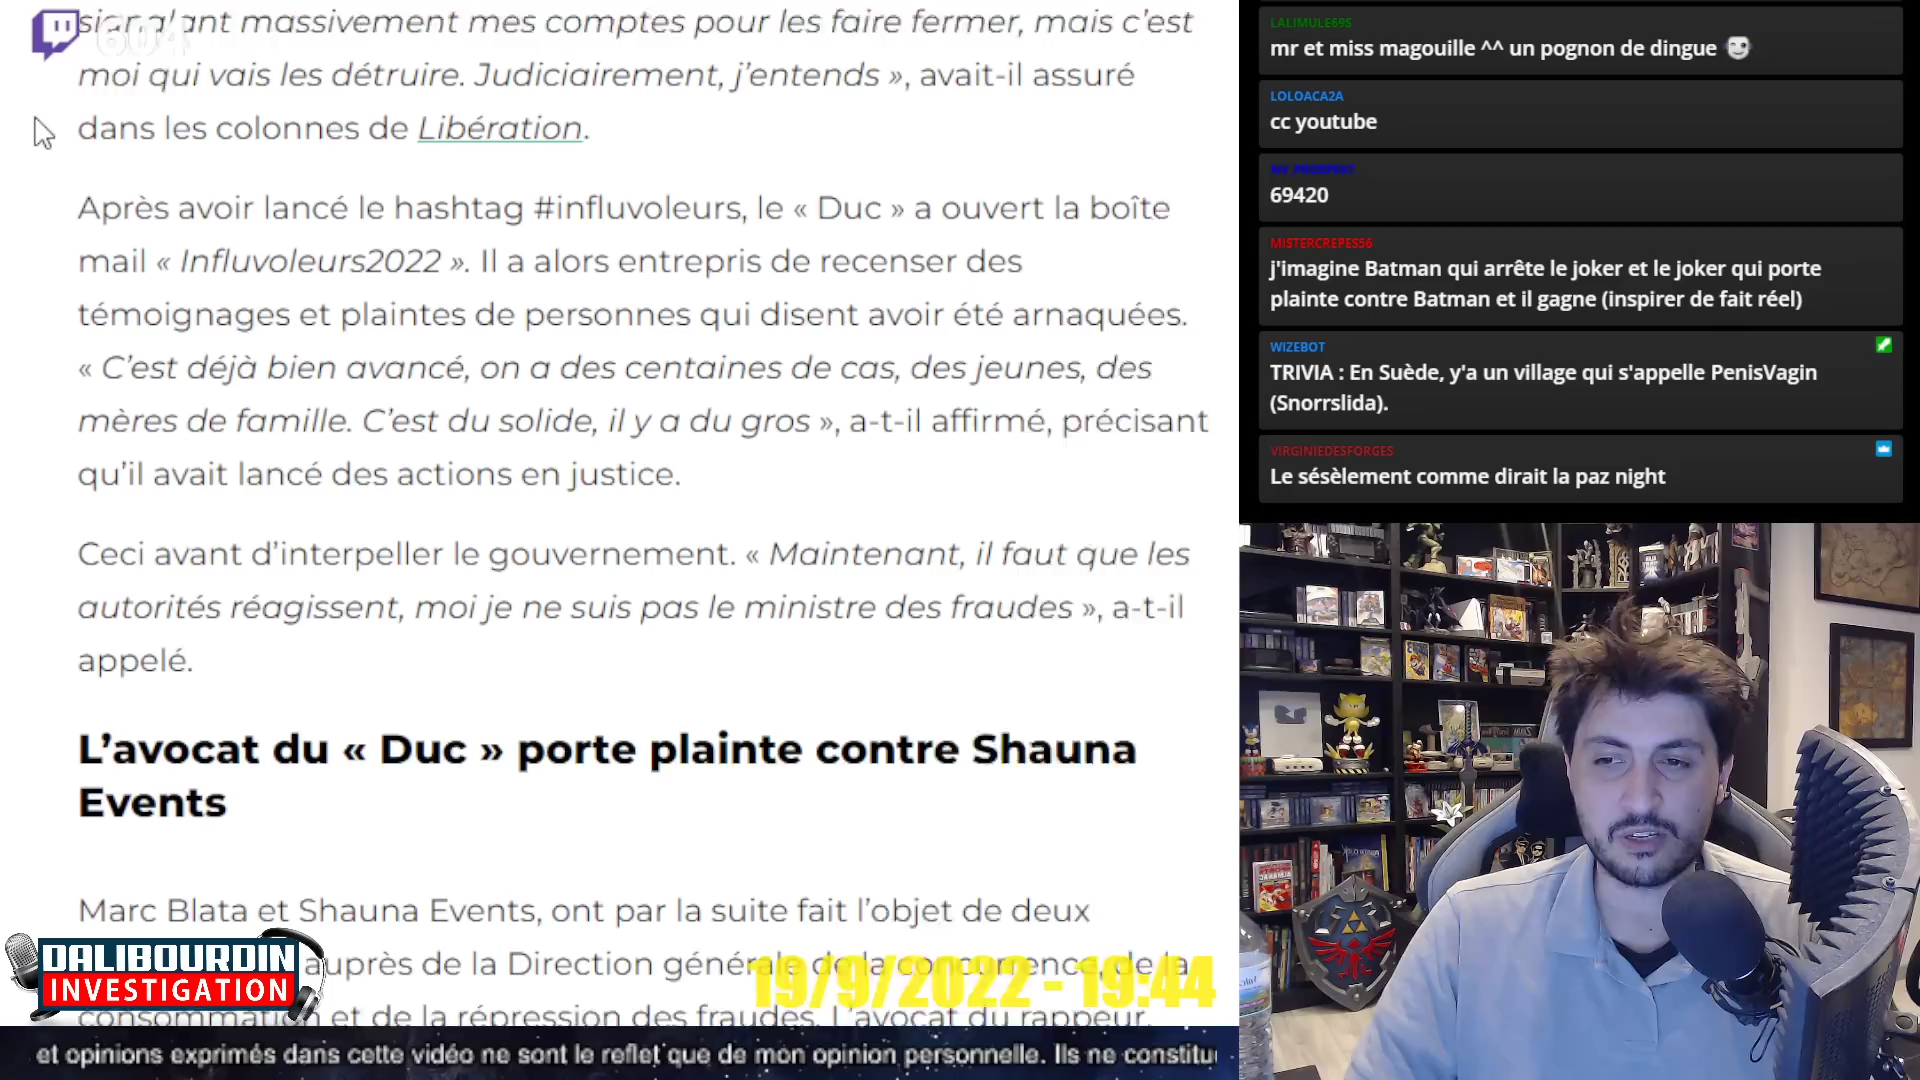 signalant massivement mes comptes pour les faire fermer, mais c’est
moi qui vais les détruire. Judiciairement, j’entends », avait-il assuré
dans les colonnes de Libération.
Après avoir lancé le hashtag #influvoleurs, le « Duc » a ouvert la boîte
mail « Influvoleurs2022 ». Il a alors entrepris de recenser des
témoignages et plaintes de personnes qui disent avoir été arnaquées.
« C’est déjà bien avancé, on a des centaines de cas, des jeunes, des
mères de famille. C’est du solide, il y a du gros », a-t-il affirmé, précisant
qu’il avait lancé des actions en justice.
Ceci avant d’interpeller le gouvernement. « Maintenant, il faut que les
autorités réagissent, moi je ne suis pas le ministre des fraudes », a-t-il
appelé.
L’avocat du « Duc » porte plainte contre Shauna
Events
Marc Blata et Shauna Events, ont par la suite fait l’objet de deux
auprès de la Direction générale de la concurrence, de la
consommation et de la répression des fraudes. L’avocat du rappeur,
DALIBOURDIN
INVESTIGATION
19/9/2022 - 19:44
et opinions exprimés dans cette vidéo ne sont le reflet que de mon opinion personnelle. Ils ne constitu
LALIMULE69S
mr et miss magouille ^^ un pognon de dingue
LOLOACA2A
cc youtube
69420
MISTERCREPES56
j'imagine Batman qui arrête le joker et le joker qui porte
plainte contre Batman et il gagne (inspirer de fait réel)
WIZEBOT
TRIVIA : En Suède, y'a un village qui s'appelle PenisVagin
(Snorrslida).
VIRGINIEDESFORGES
Le sésèlement comme dirait la paz night